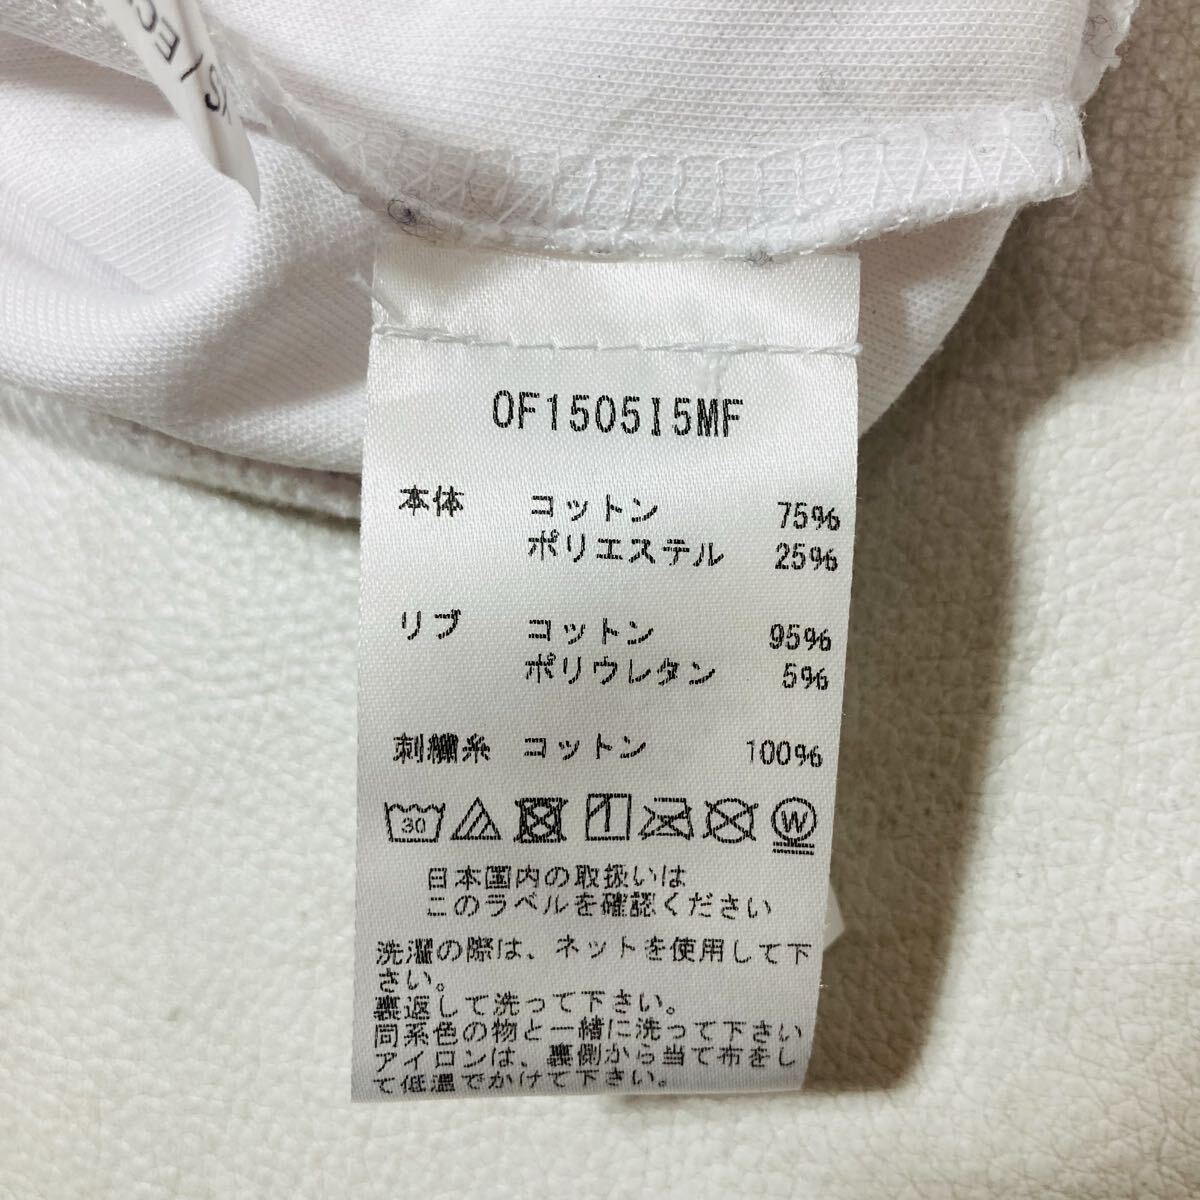 OF1505I5MF
本体 コットン 75%
ポリエステル 25%
リブ コットン 95%
ポリウレタン 5%
刺繍糸 コットン 100%
30 W
日本国内の取扱いは
このラベルを確認ください
洗濯の際は、ネットを使用して下
さい。
裏返して洗って下さい。
同系色の物と一緒に洗って下さい
アイロンは、裏側から当て布をし
て低温でかけて下さい。